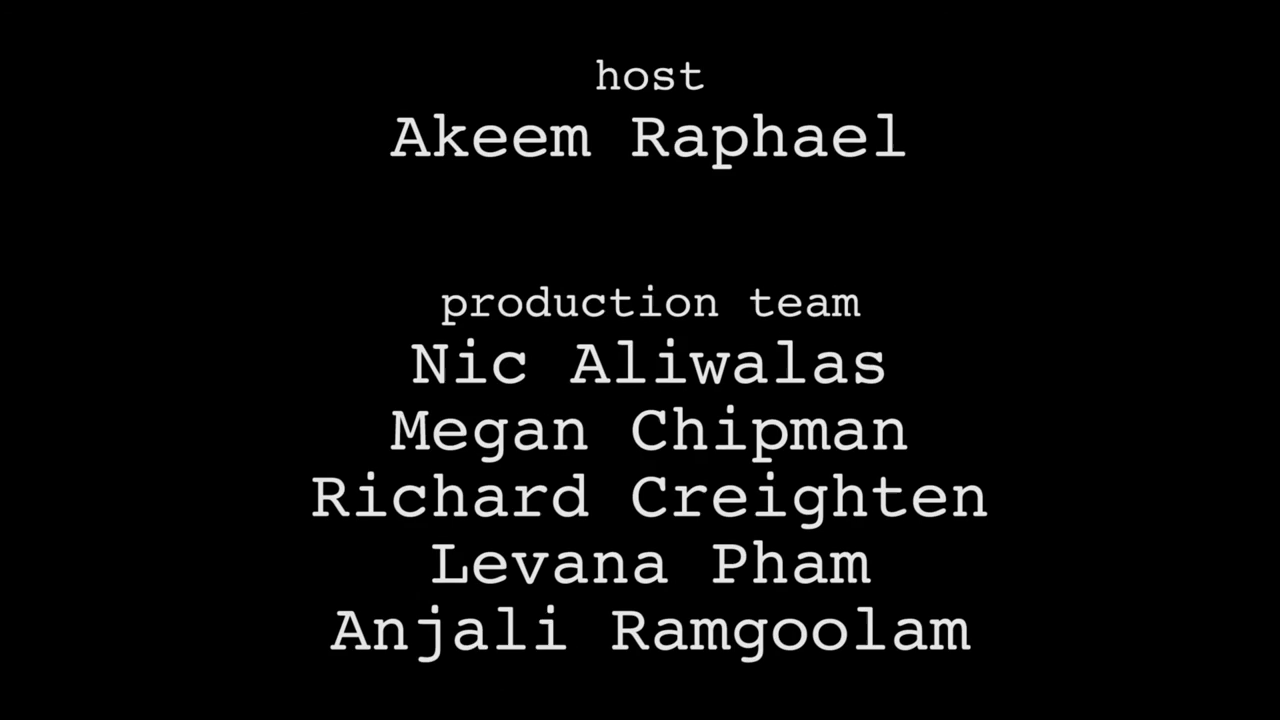 host
Akeem Raphael
production team
Nic Aliwalas
Megan Chipman
Richard Creighten
Levana Pham
Anjali Ramgoolam